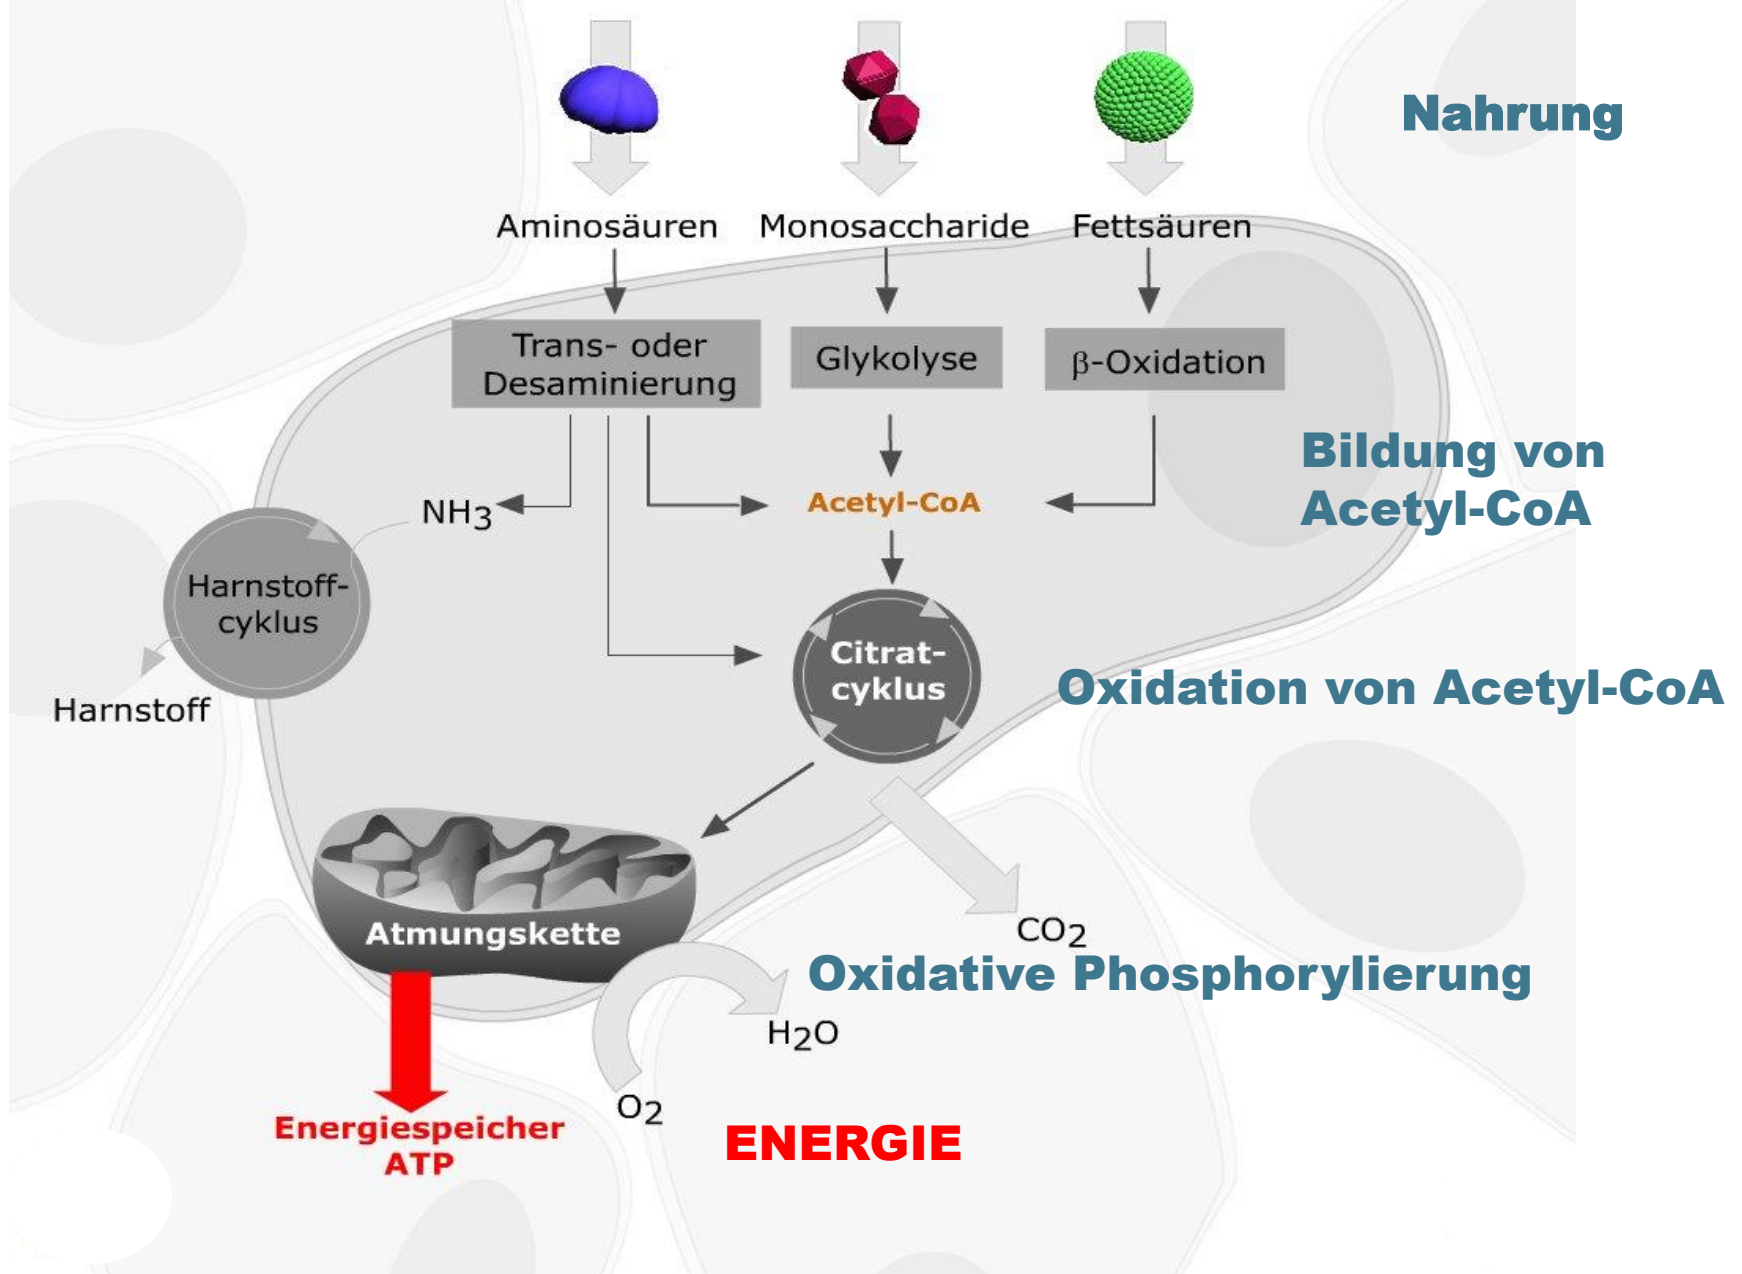 Nahrung
Aminosäuren
Monosaccharide
Fettsäuren
Trans- oder
Desaminierung
Glykolyse
β-Oxidation
Bildung von
Acetyl-CoA
NH3
Acetyl-CoA
Harnstoff-
cyklus
Harnstoff
Citrat-
cyklus
Oxidation von Acetyl-CoA
Atmungskette
CO2
Oxidative Phosphorylierung
H2O
O2
Energiespeicher
ATP
ENERGIE